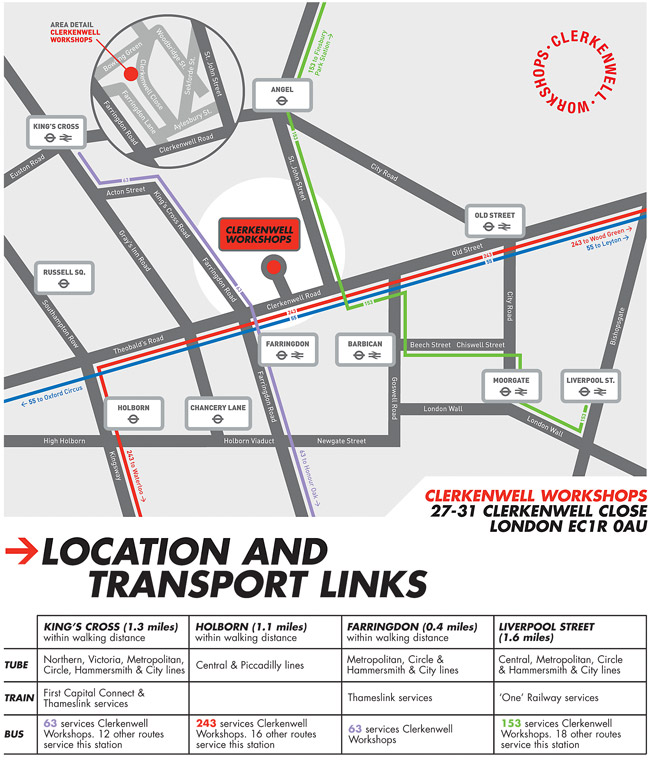 AREA DETAIL
CLERKENWELL
WORKSHOPS
Bowling Green
Woodbridge St.
Clerkenwell Close
Sekforde St.
St. John Street
Farringdon Lane
Aylesbury St.
Farringdon Road
Clerkenwell Road
153 to Finsbury
Park Station →
CLERKENWELL · WORKSHOPS ·
ANGEL
KING'S CROSS
Euston Road
63
153
Acton Street
St. John Street
City Road
King's Cross Road
Gray's Inn Road
OLD STREET
CLERKENWELL
WORKSHOPS
Old Street
243
55
243 to Wood Green →
55 to Leyton →
RUSSELL SQ.
Southampton Row
Farringdon Road
63
Clerkenwell Road
243
55
153
City Road
Bishopsgate
Theobald's Road
FARRINGDON
BARBICAN
Beech Street
Chiswell Street
← 55 to Oxford Circus
HOLBORN
CHANCERY LANE
Farringdon Road
Goswell Road
MOORGATE
LIVERPOOL ST.
London Wall
London Wall
153
High Holborn
Holborn Viaduct
Newgate Street
Kingsway
243 to Waterloo →
63 to Honour Oak →
CLERKENWELL WORKSHOPS
27-31 CLERKENWELL CLOSE
LONDON EC1R 0AU
→ LOCATION AND
TRANSPORT LINKS
KING'S CROSS (1.3 miles)
within walking distance
HOLBORN (1.1 miles)
within walking distance
FARRINGDON (0.4 miles)
within walking distance
LIVERPOOL STREET
(1.6 miles)
TUBE
Northern, Victoria, Metropolitan,
Circle, Hammersmith & City lines
Central & Piccadilly lines
Metropolitan, Circle &
Hammersmith & City lines
Central, Metropolitan, Circle
& Hammersmith & City lines
TRAIN
First Capital Connect &
Thameslink services
Thameslink services
'One' Railway services
BUS
63 services Clerkenwell
Workshops. 12 other routes
service this station
243 services Clerkenwell
Workshops. 16 other routes
service this station
63 services Clerkenwell
Workshops
153 services Clerkenwell
Workshops. 18 other routes
service this station